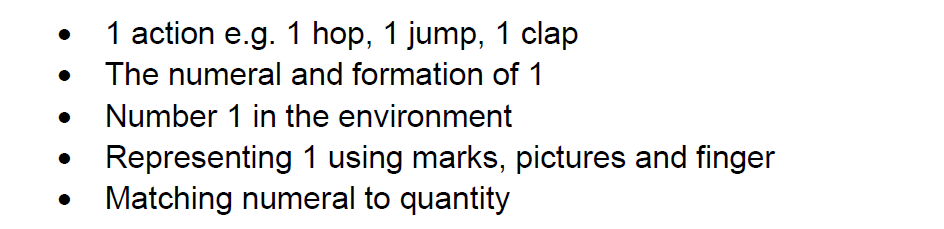 • 1 action e.g. 1 hop, 1 jump, 1 clap
• The numeral and formation of 1
• Number 1 in the environment
• Representing 1 using marks, pictures and finger
• Matching numeral to quantity